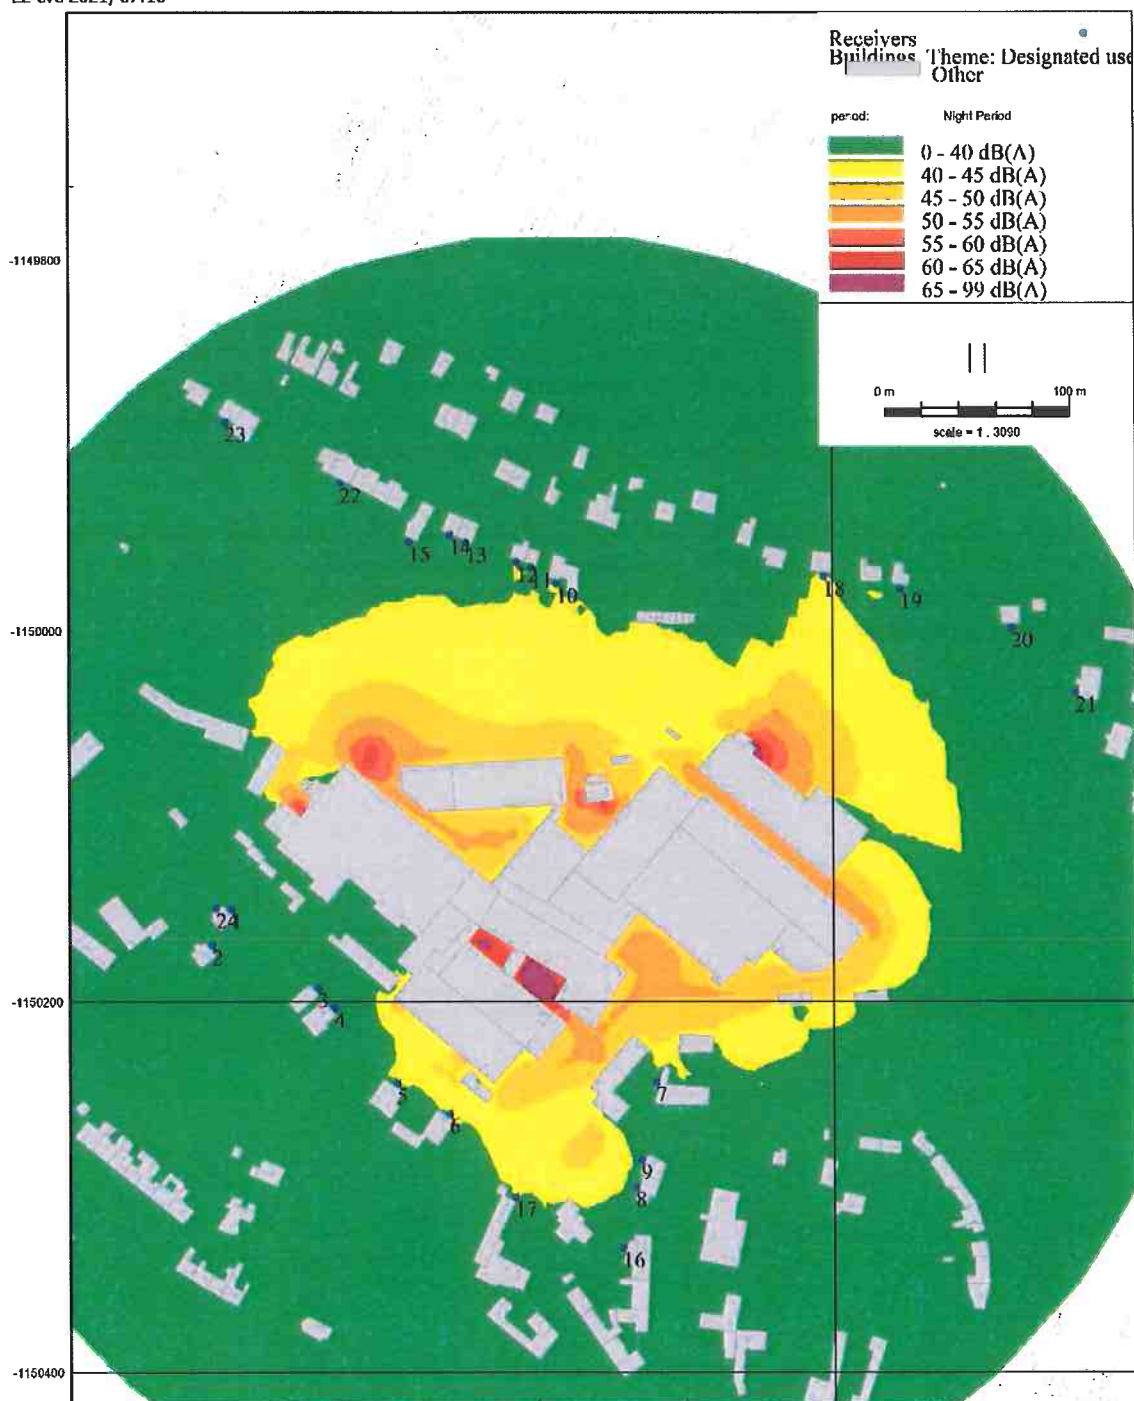 Receivers
Buildings Theme: Designated use
Other
period: Night Period
0 - 40 dB(A)
40 - 45 dB(A)
45 - 50 dB(A)
50 - 55 dB(A)
55 - 60 dB(A)
60 - 65 dB(A)
65 - 99 dB(A)
0 m 100 m
scale = 1 : 3090
-1149800
23
22
15
14
13
12
11
10
18
19
20
-1150000
21
24
2
3
4
-1150200
5
6
7
9
8
17
16
-1150400